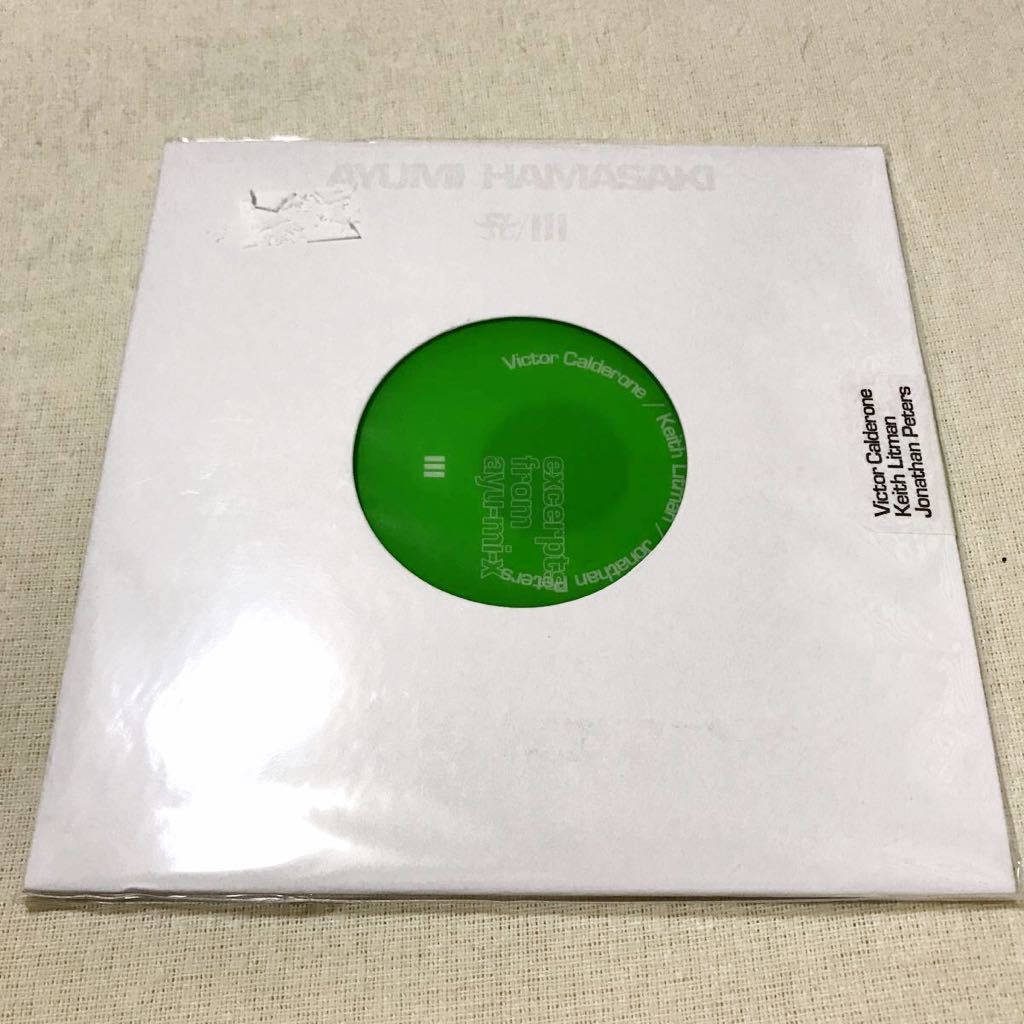 AYUMI HAMASAKI
III/
Victor Calderone / Keith Litman / Jonathan Peters
III
excerpts
from
ayu-mi-x
Victor Calderone
Keith Litman
Jonathan Peters